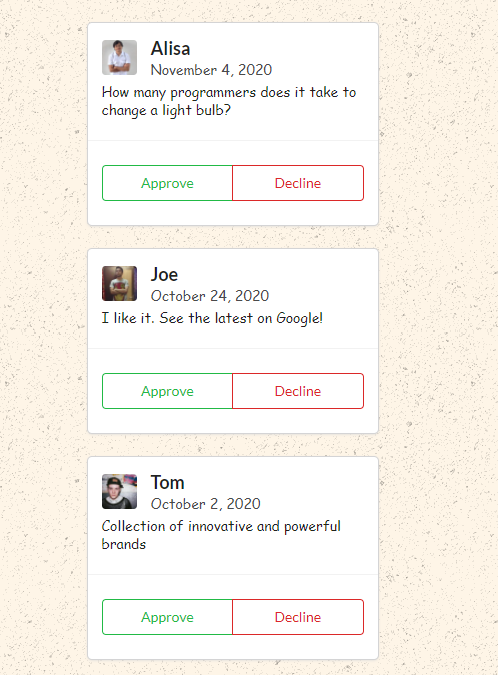 Alisa
November 4, 2020
How many programmers does it take to
change a light bulb?
Approve
Decline
Joe
October 24, 2020
I like it. See the latest on Google!
Approve
Decline
Tom
October 2, 2020
Collection of innovative and powerful
brands
Approve
Decline